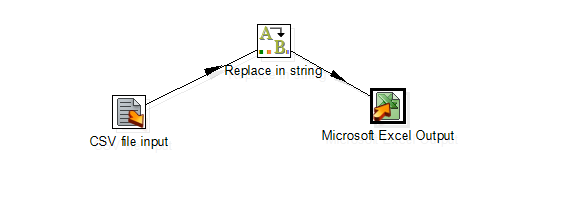 A
B
Replace in string
CSV file input
Microsoft Excel Output